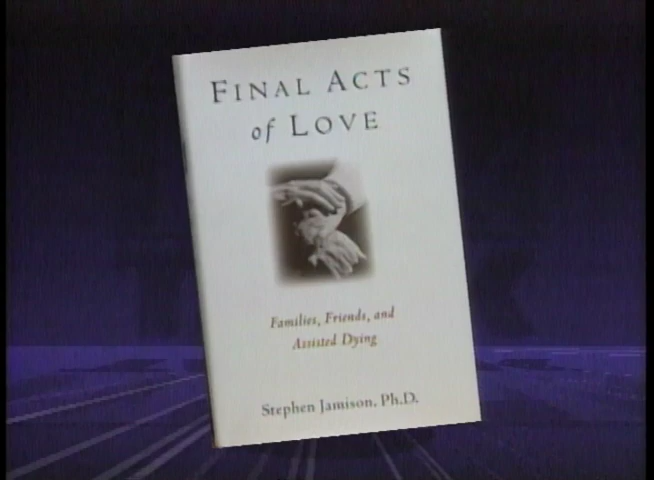 FINAL ACTS
of LOVE
Families, Friends, and
Assisted Dying
Stephen Jamison, Ph.D.